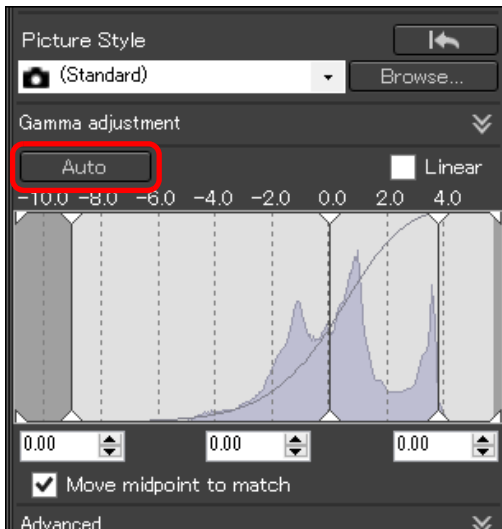 Picture Style
(Standard)
Browse...
Gamma adjustment
Auto
Linear
-10.0 -8.0 -6.0 -4.0 -2.0 0.0 2.0 4.0
0.00 0.00 0.00
Move midpoint to match
Advanced